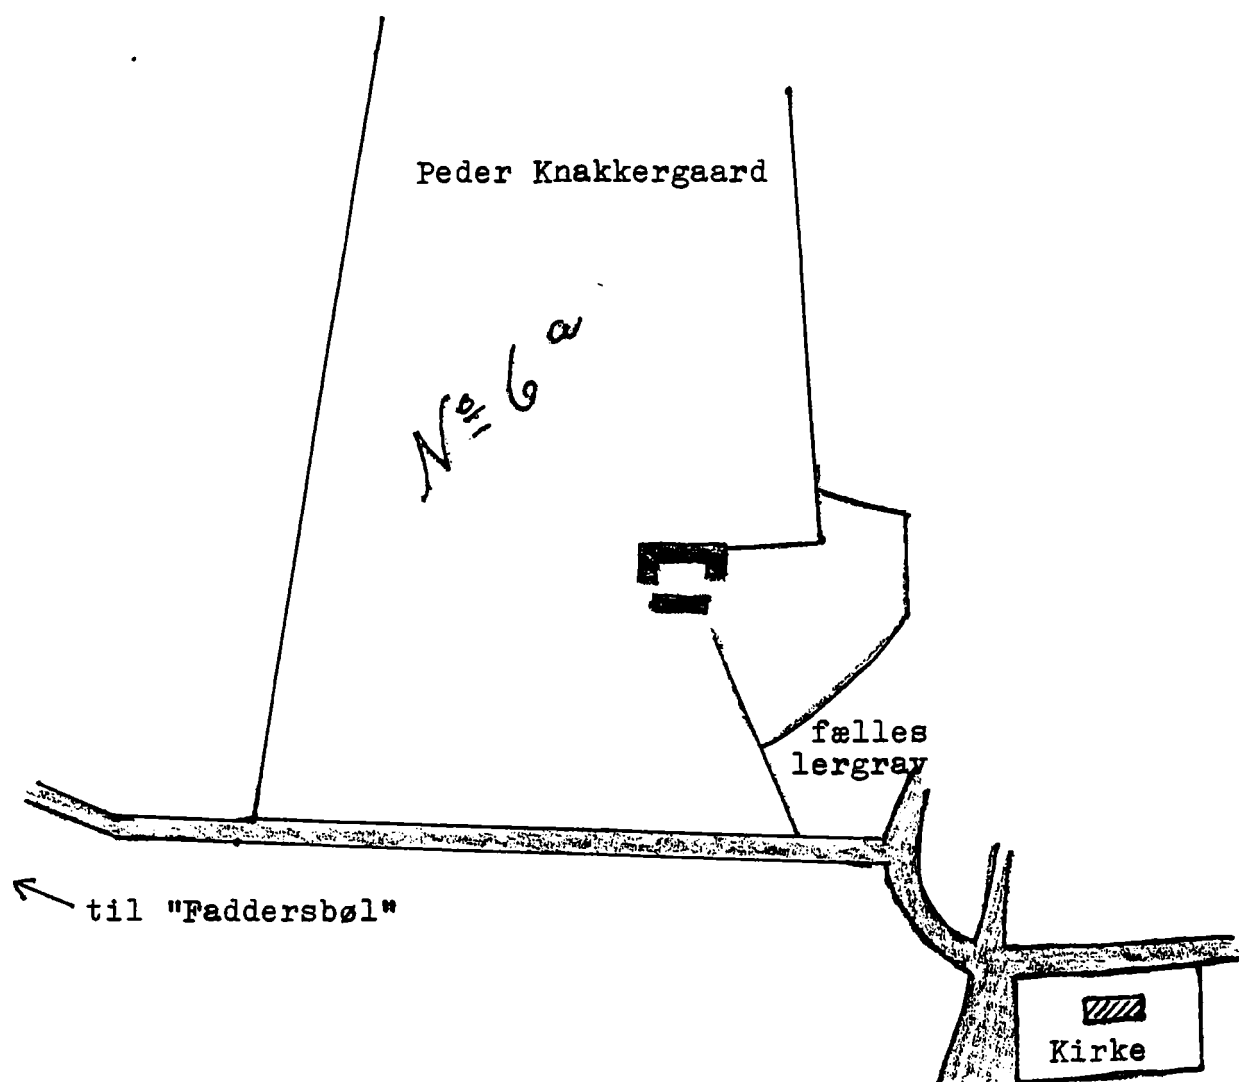 Peder Knakkergaard
No 6 a
fælles
lergrav
til "Faddersbøl"
Kirke